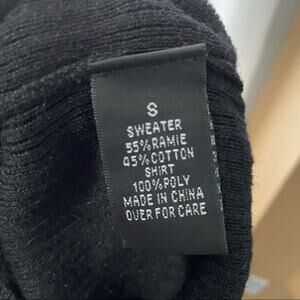 S
SWEATER
55%RAMIE
45%COTTON
SHIRT
100%POLY
MADE IN CHINA
OVER FOR CARE